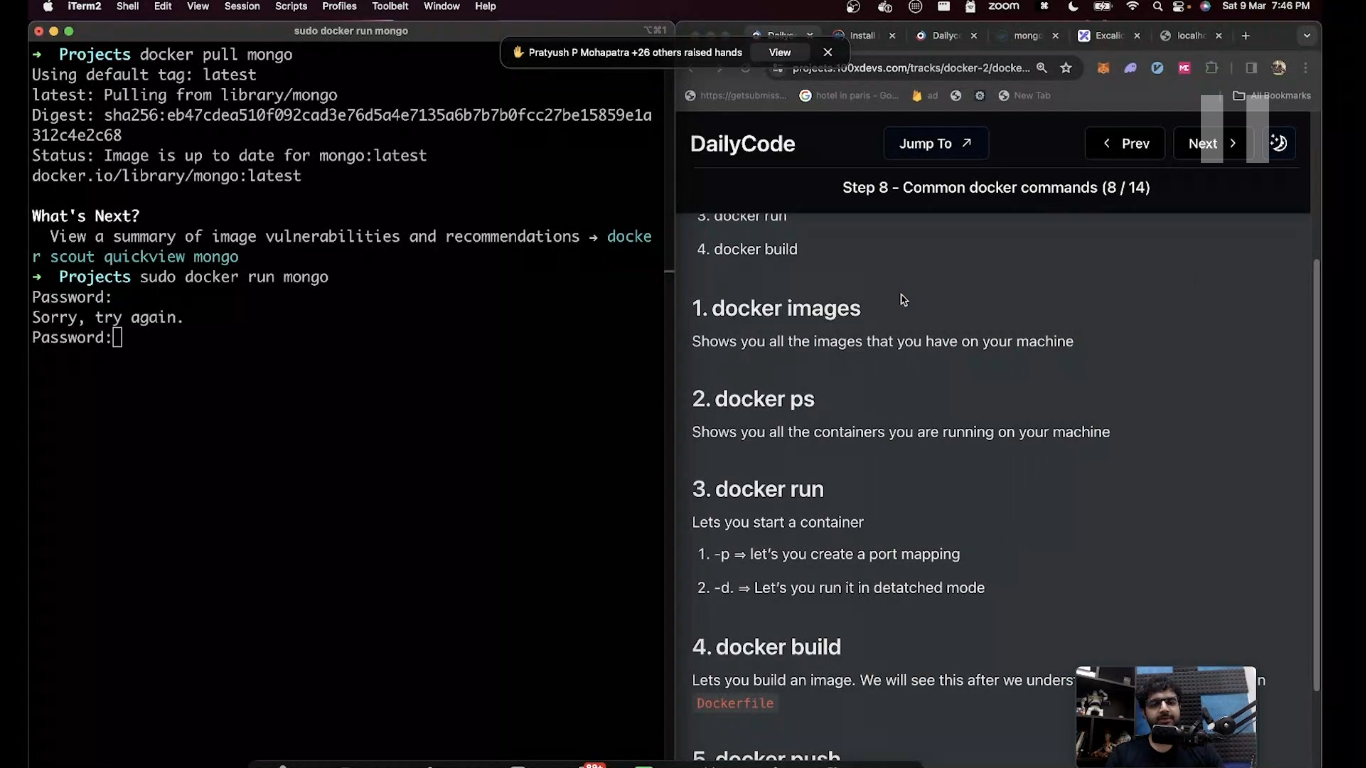 iTerm2 Shell Edit View Session Scripts Profiles Toolbelt Window Help
zoom
Sat 9 Mar 7:46 PM
sudo docker run mongo
⌥⌘1
Pratyush P Mohapatra +26 others raised hands View
Install
Dailyc
mong
Excalic
localh
projects.100xdevs.com/tracks/docker-2/docke...
https://getsubmiss...
hotel in paris - Go...
ad
New Tab
All Bookmarks
➜ Projects docker pull mongo
Using default tag: latest
latest: Pulling from library/mongo
Digest: sha256:eb47cdea510f092cad3e76d5a4e7135a6b7b7b0fcc27be15859e1a
312c4e2c68
Status: Image is up to date for mongo:latest
docker.io/library/mongo:latest
What's Next?
View a summary of image vulnerabilities and recommendations → docke
r scout quickview mongo
➜ Projects sudo docker run mongo
Password:
Sorry, try again.
Password:
DailyCode
Jump To ↗
Prev
Next
Step 8 - Common docker commands (8 / 14)
3. docker run
4. docker build
1. docker images
Shows you all the images that you have on your machine
2. docker ps
Shows you all the containers you are running on your machine
3. docker run
Lets you start a container
1. -p ⇒ let's you create a port mapping
2. -d. ⇒ Let's you run it in detatched mode
4. docker build
Lets you build an image. We will see this after we underst
Dockerfile
5. docker push
99+